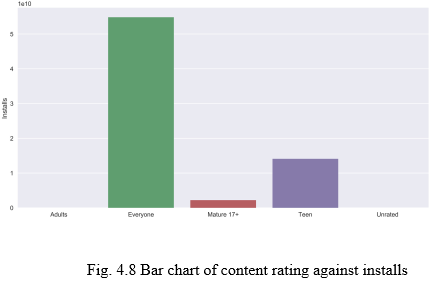 1e10
5
4
3
2
1
0
Installs
Adults Everyone Mature 17+ Teen Unrated
Fig. 4.8 Bar chart of content rating against installs